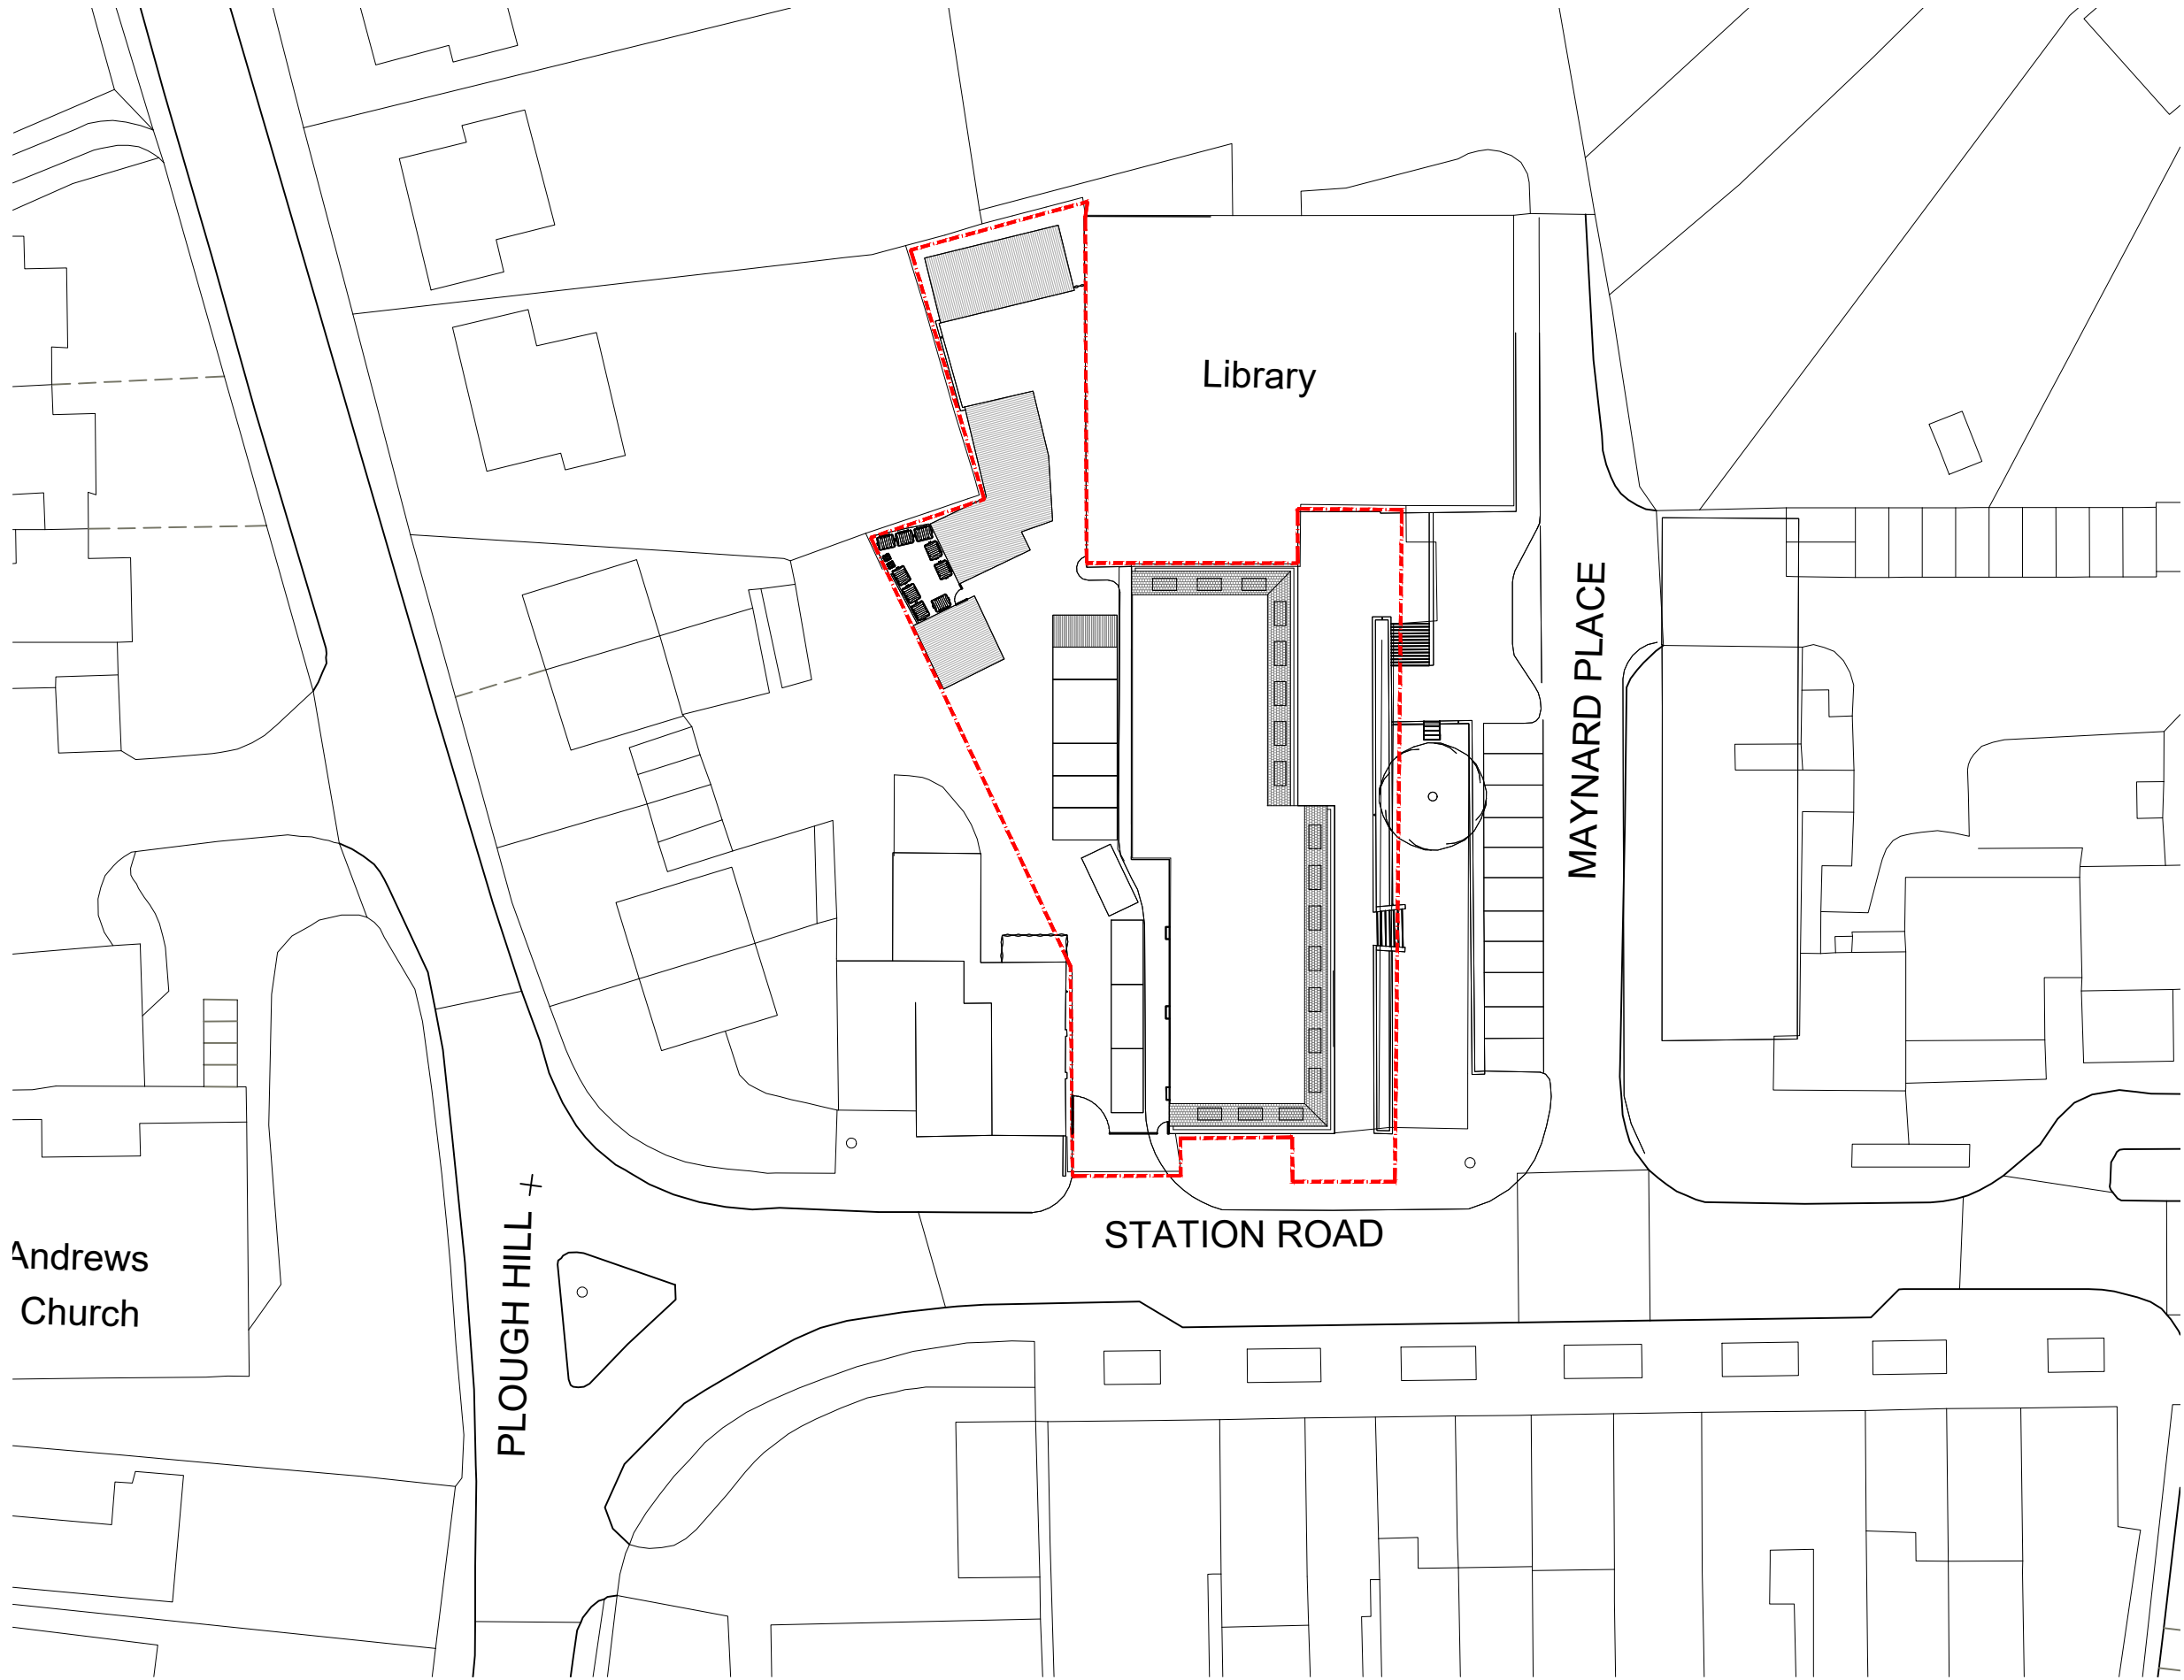 Library
MAYNARD PLACE
STATION ROAD
PLOUGH HILL
Andrews
Church